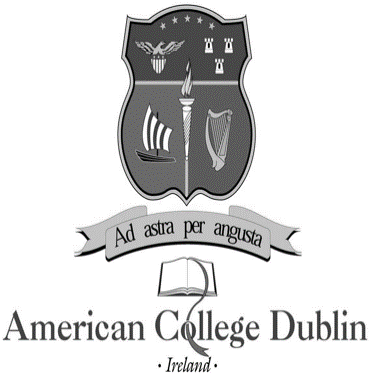 Ad astra per angusta
American College Dublin
· Ireland ·